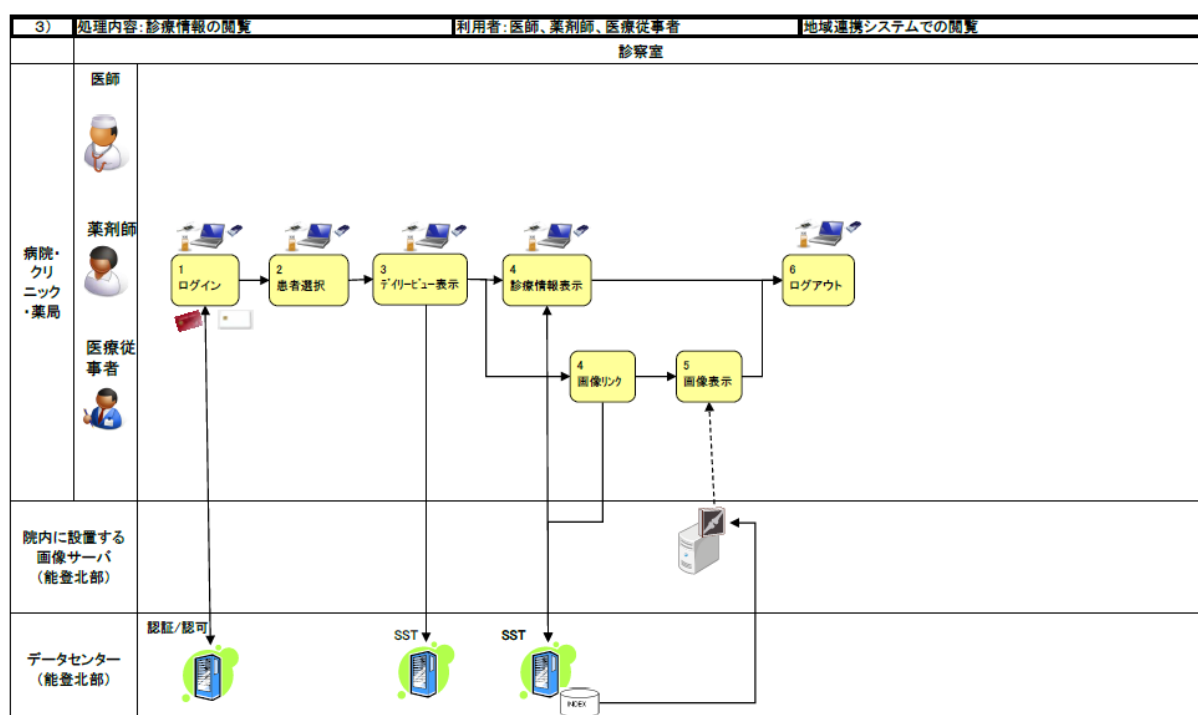 3） 処理内容：診療情報の閲覧 利用者：医師、薬剤師、医療従事者 地域連携システムでの閲覧
診察室
医師
薬剤師
医療従
事者
病院・
クリ
ニック
・薬局
1
ログイン
2
患者選択
3
ﾃﾞｲﾘｰﾋﾞｭｰ表示
4
診療情報表示
6
ログアウト
4
画像ﾘﾝｸ
5
画像表示
院内に設置する
画像サーバ
（能登北部）
データセンター
（能登北部）
認証/認可
SST
SST
INDEX